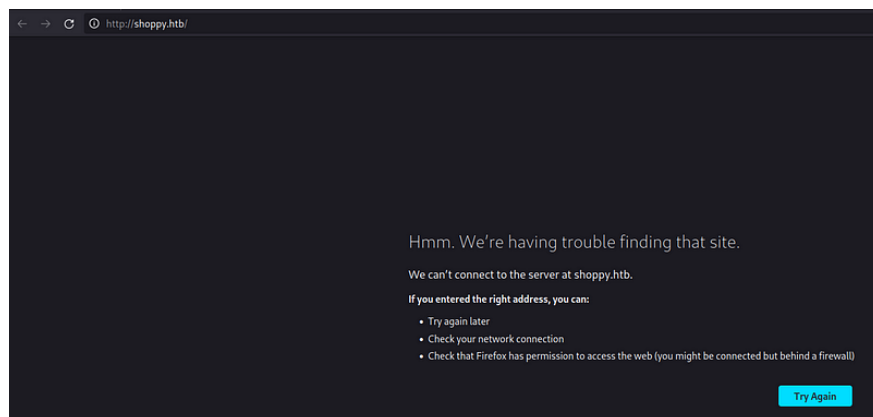 http://shoppy.htb/
Hmm. We're having trouble finding that site.
We can't connect to the server at shoppy.htb.
If you entered the right address, you can:
• Try again later
• Check your network connection
• Check that Firefox has permission to access the web (you might be connected but behind a firewall)
Try Again